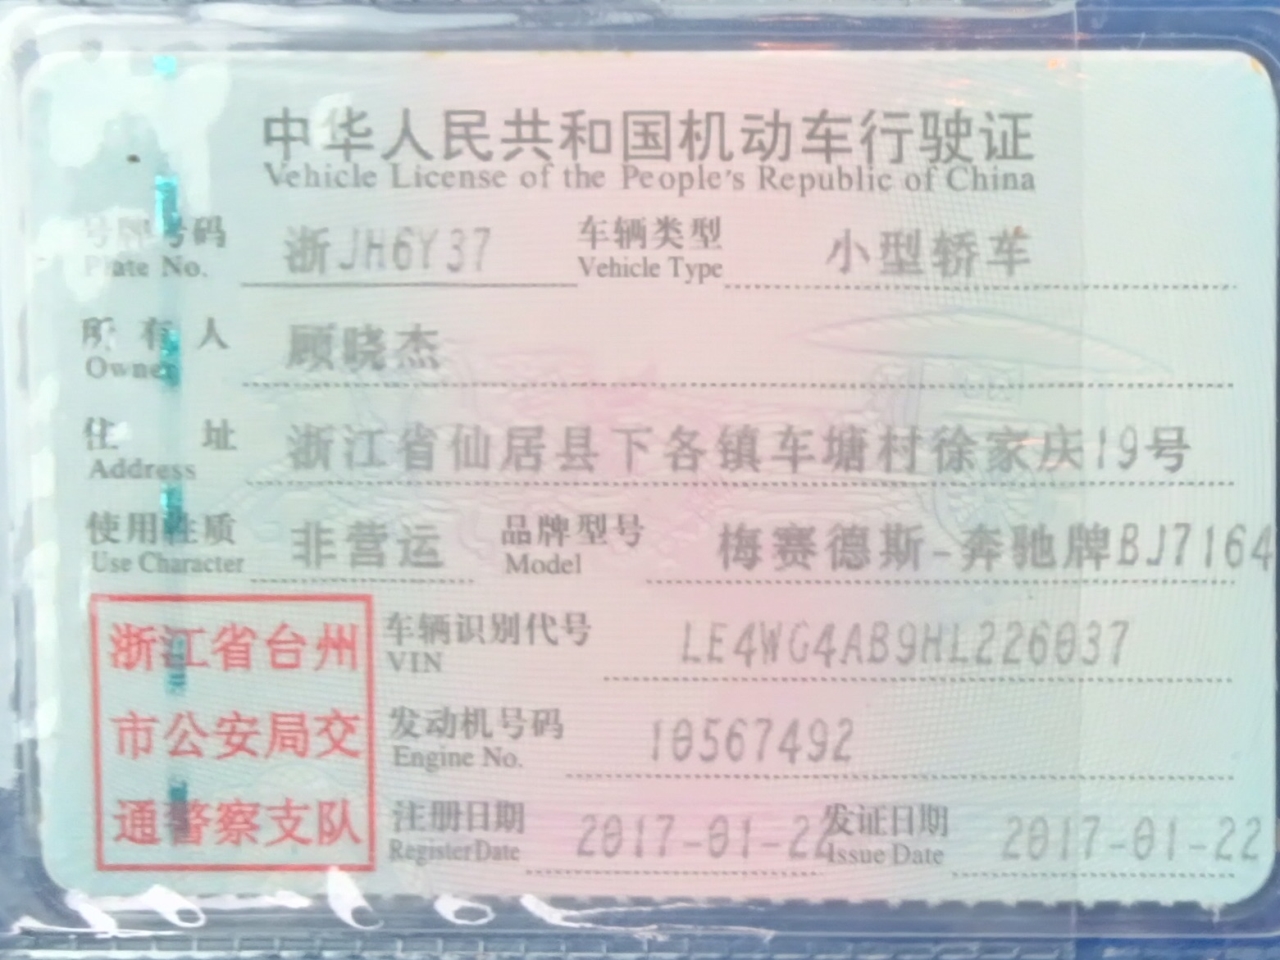 中华人民共和国机动车行驶证
Vehicle License of the People's Republic of China
号牌号码 浙JH6Y37 车辆类型 小型轿车
Plate No. Vehicle Type
所有人 顾晓杰
Owner
住址 浙江省仙居县下各镇车塘村徐家庆19号
Address
使用性质 非营运 品牌型号 梅赛德斯-奔驰牌BJ7164
Use Character Model
浙江省台州
市公安局交
通警察支队
车辆识别代号 LE4WG4AB9HL226037
VIN
发动机号码 10567492
Engine No.
注册日期 2017-01-22 发证日期 2017-01-22
Register Date Issue Date